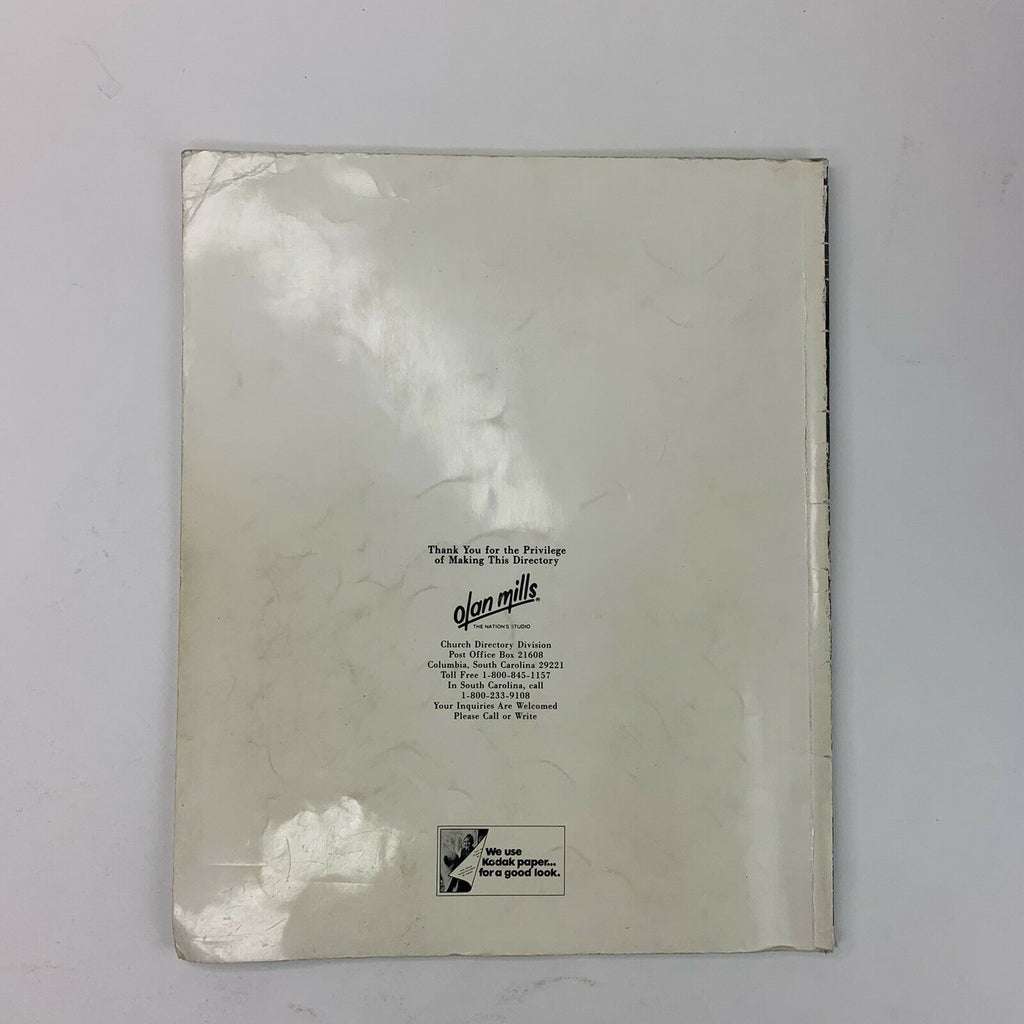 Thank You for the Privilege
of Making This Directory
olan mills®
THE NATION'S STUDIO
Church Directory Division
Post Office Box 21608
Columbia, South Carolina 29221
Toll Free 1-800-845-1157
In South Carolina, call
1-800-233-9108
Your Inquiries Are Welcomed
Please Call or Write
We use
Kodak paper...
for a good look.